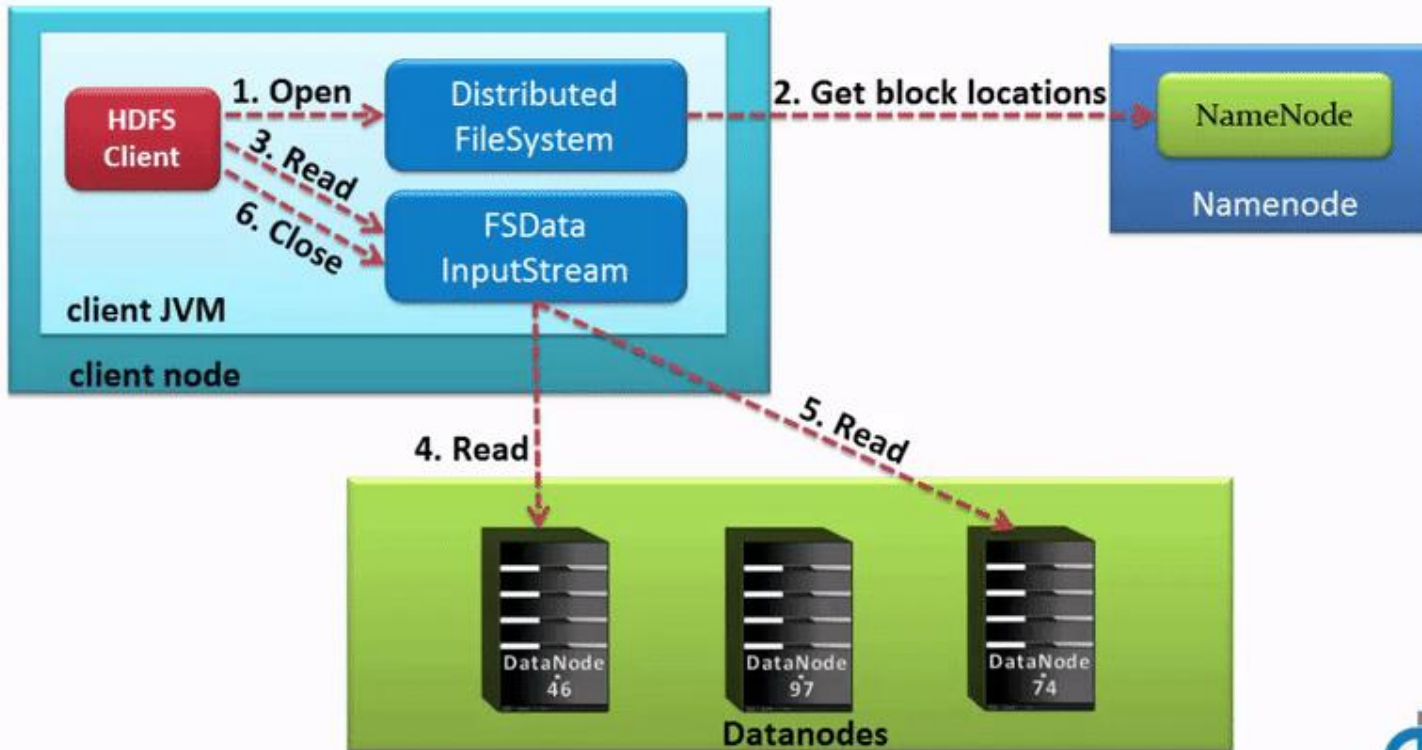 1. Open
HDFS
Client
3. Read
6. Close
Distributed
FileSystem
FSData
InputStream
client JVM
client node
2. Get block locations
NameNode
Namenode
4. Read
5. Read
DataNode
46
DataNode
97
DataNode
74
Datanodes